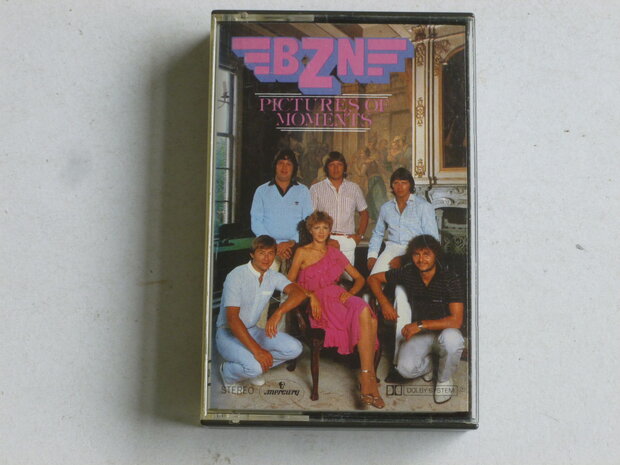 BZN
PICTURES OF
MOMENTS
STEREO mercury DOLBY SYSTEM